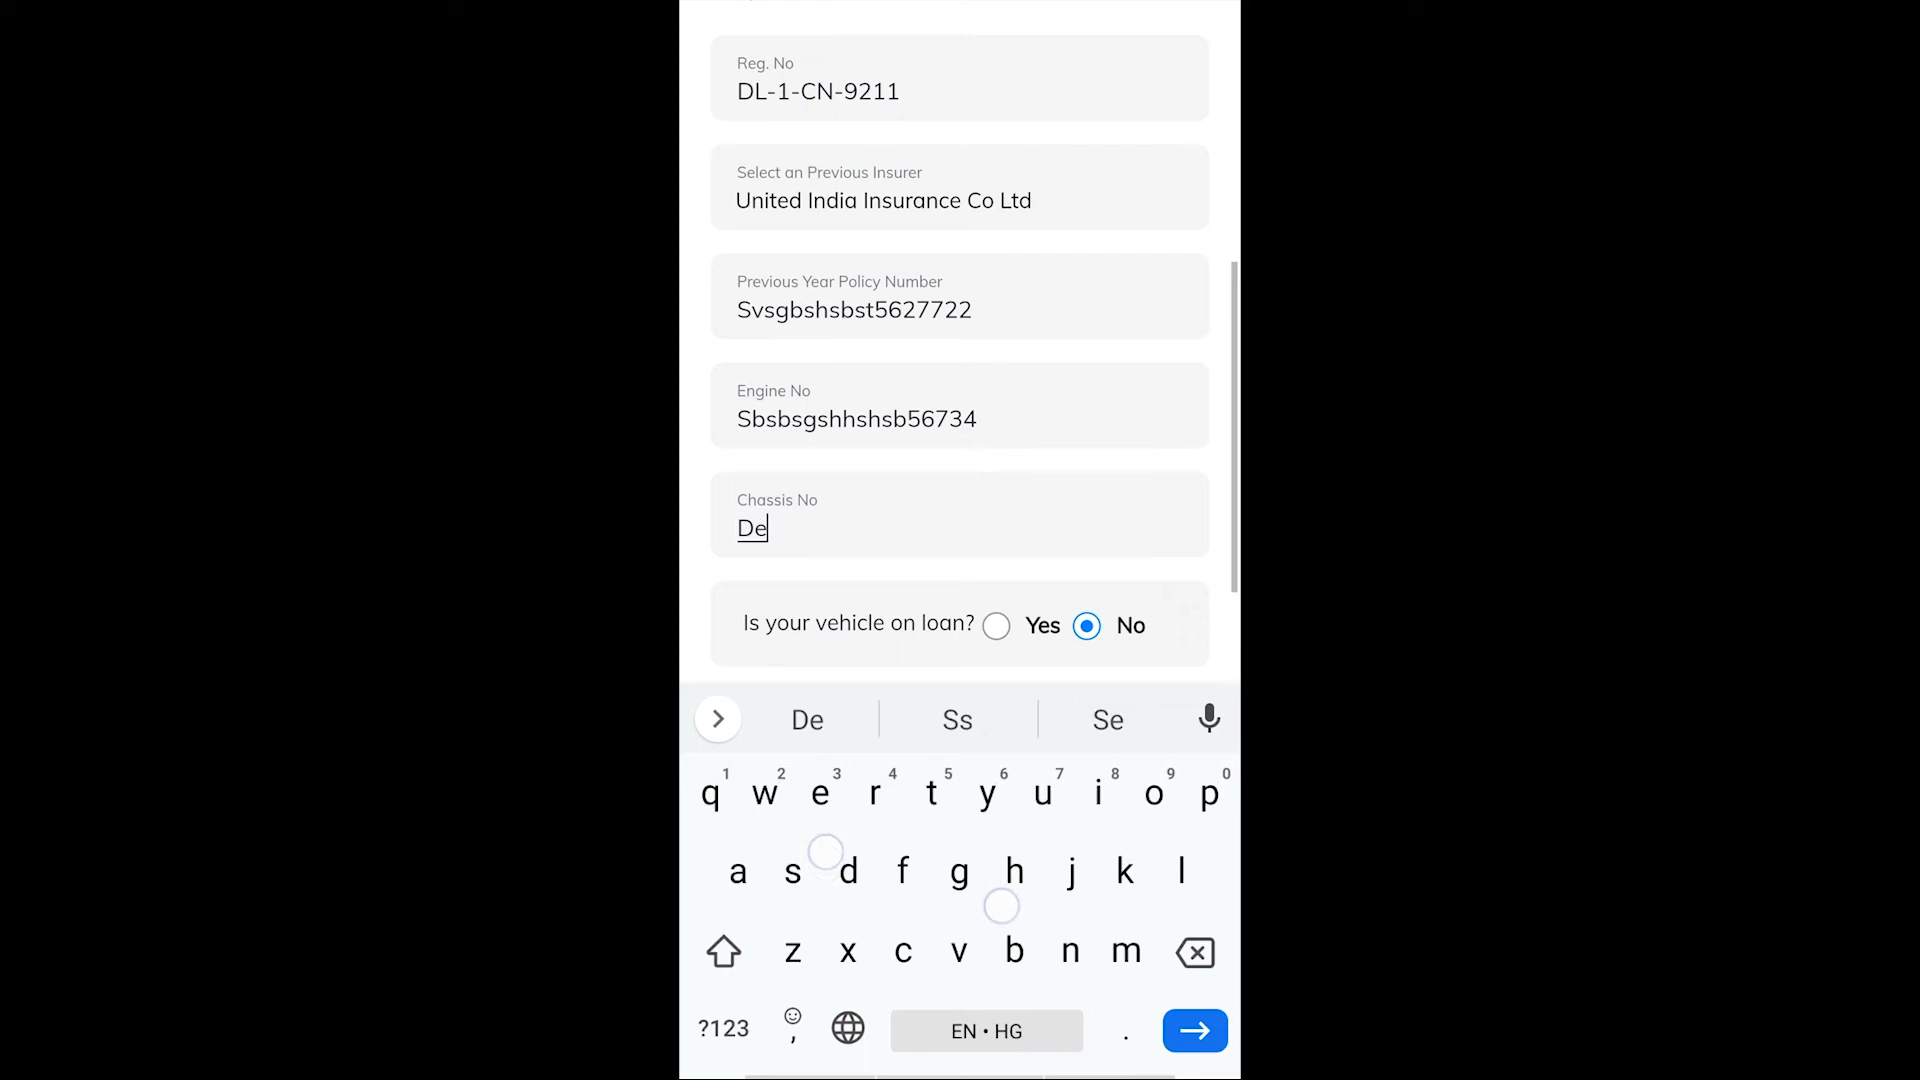 Reg. No
DL-1-CN-9211
Select an Previous Insurer
United India Insurance Co Ltd
Previous Year Policy Number
Svsgbshsbst5627722
Engine No
Sbsbsgshhshsb56734
Chassis No
De
Is your vehicle on loan? Yes No
De Ss Se
1 2 3 4 5 6 7 8 9 0
q w e r t y u i o p
a s d f g h j k l
z x c v b n m
?123 , EN • HG .